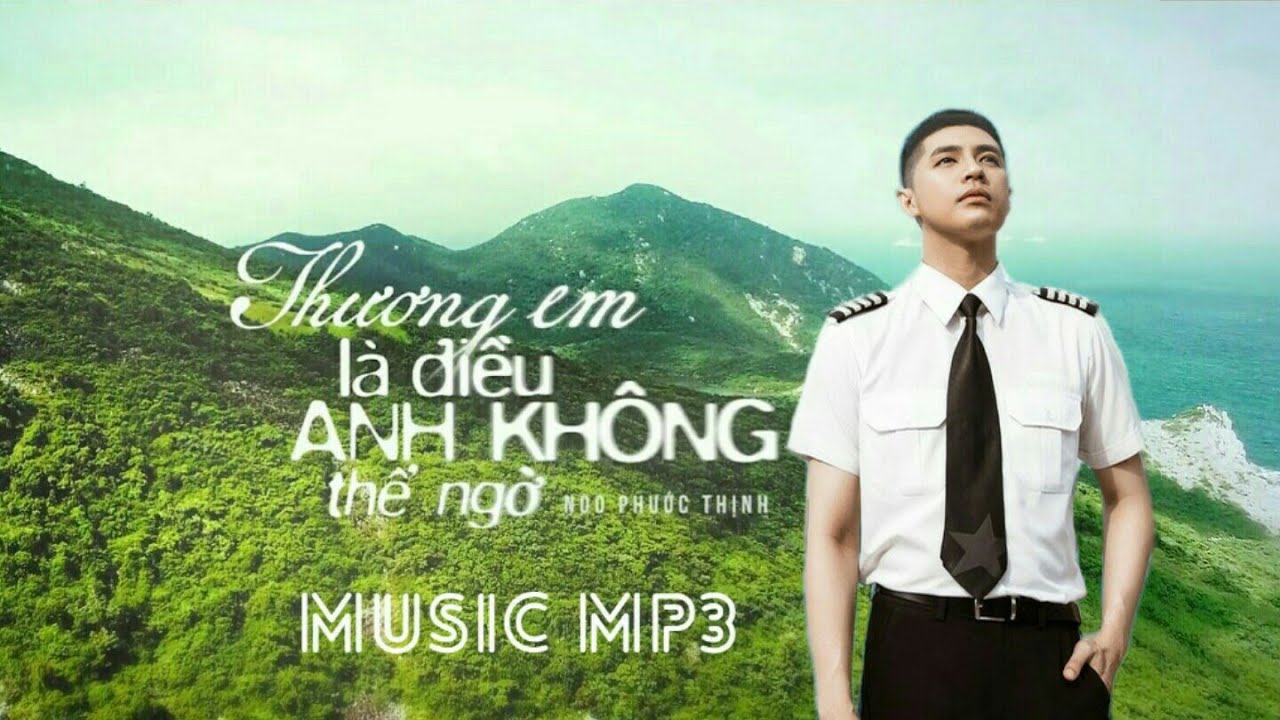 Thương em
là điều
ANH KHÔNG
thể ngờ
NOO PHƯỚC THỊNH
MUSIC MP3